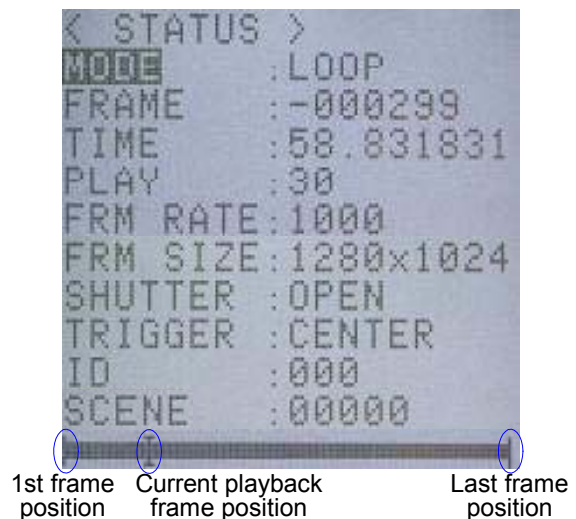 < STATUS >
MODE :LOOP
FRAME :-000299
TIME :58.831831
PLAY :30
FRM RATE:1000
FRM SIZE:1280x1024
SHUTTER :OPEN
TRIGGER :CENTER
ID :000
SCENE :00000
1st frame position
Current playback frame position
Last frame position